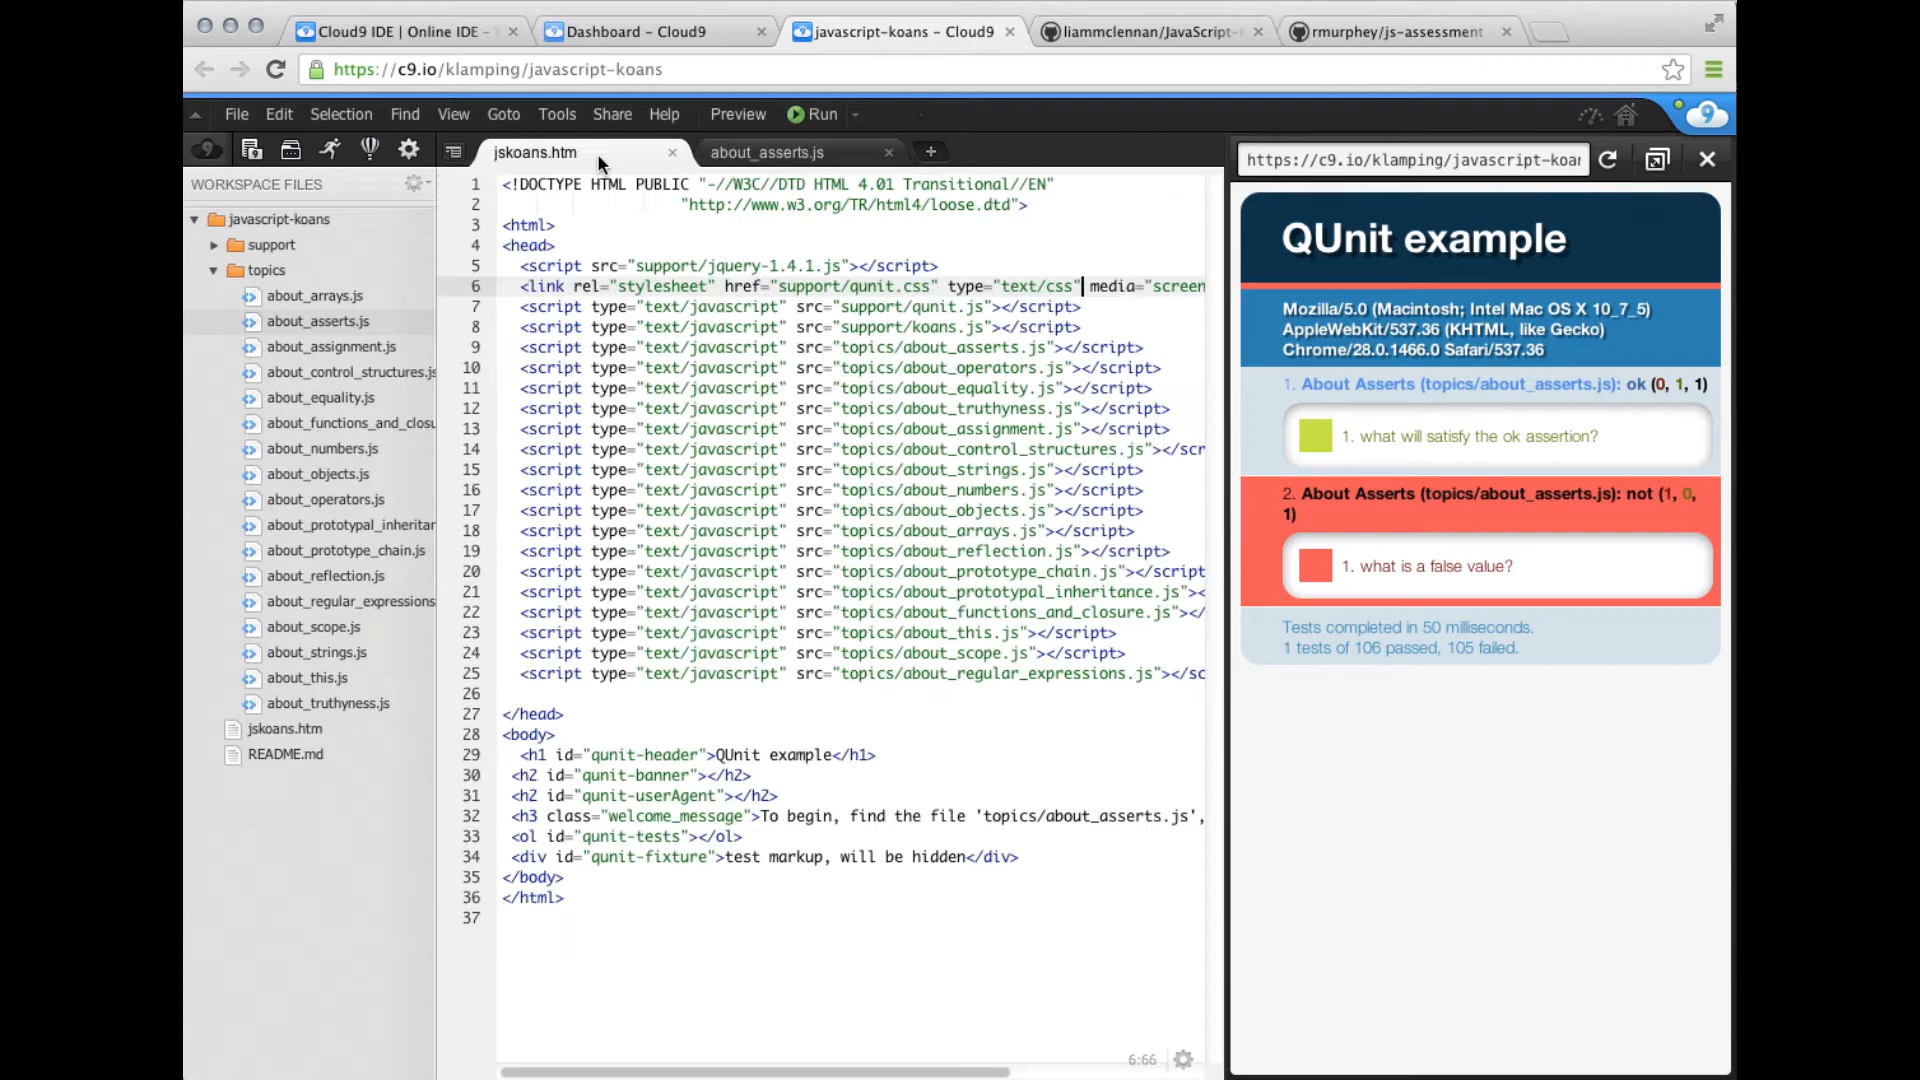 Cloud9 IDE | Online IDE -
Dashboard - Cloud9
javascript-koans - Cloud9
liammclennan/JavaScript-
rmurphey/js-assessment
https://c9.io/klamping/javascript-koans
File Edit Selection Find View Goto Tools Share Help Preview Run
9
jskoans.htm
about_asserts.js
https://c9.io/klamping/javascript-koan
WORKSPACE FILES
javascript-koans
support
topics
about_arrays.js
about_asserts.js
about_assignment.js
about_control_structures.js
about_equality.js
about_functions_and_closu
about_numbers.js
about_objects.js
about_operators.js
about_prototypal_inheritan
about_prototype_chain.js
about_reflection.js
about_regular_expressions
about_scope.js
about_strings.js
about_this.js
about_truthyness.js
jskoans.htm
README.md
1 <!DOCTYPE HTML PUBLIC "-//W3C//DTD HTML 4.01 Transitional//EN"
2 "http://www.w3.org/TR/html4/loose.dtd">
3 <html>
4 <head>
5 <script src="support/jquery-1.4.1.js"></script>
6 <link rel="stylesheet" href="support/qunit.css" type="text/css" media="screen
7 <script type="text/javascript" src="support/qunit.js"></script>
8 <script type="text/javascript" src="support/koans.js"></script>
9 <script type="text/javascript" src="topics/about_asserts.js"></script>
10 <script type="text/javascript" src="topics/about_operators.js"></script>
11 <script type="text/javascript" src="topics/about_equality.js"></script>
12 <script type="text/javascript" src="topics/about_truthyness.js"></script>
13 <script type="text/javascript" src="topics/about_assignment.js"></script>
14 <script type="text/javascript" src="topics/about_control_structures.js"></scr
15 <script type="text/javascript" src="topics/about_strings.js"></script>
16 <script type="text/javascript" src="topics/about_numbers.js"></script>
17 <script type="text/javascript" src="topics/about_objects.js"></script>
18 <script type="text/javascript" src="topics/about_arrays.js"></script>
19 <script type="text/javascript" src="topics/about_reflection.js"></script>
20 <script type="text/javascript" src="topics/about_prototype_chain.js"></script
21 <script type="text/javascript" src="topics/about_prototypal_inheritance.js"><
22 <script type="text/javascript" src="topics/about_functions_and_closure.js"></
23 <script type="text/javascript" src="topics/about_this.js"></script>
24 <script type="text/javascript" src="topics/about_scope.js"></script>
25 <script type="text/javascript" src="topics/about_regular_expressions.js"></sc
26
27 </head>
28 <body>
29 <h1 id="qunit-header">QUnit example</h1>
30 <h2 id="qunit-banner"></h2>
31 <h2 id="qunit-userAgent"></h2>
32 <h3 class="welcome_message">To begin, find the file 'topics/about_asserts.js',
33 <ol id="qunit-tests"></ol>
34 <div id="qunit-fixture">test markup, will be hidden</div>
35 </body>
36 </html>
37
6:66
QUnit example
Mozilla/5.0 (Macintosh; Intel Mac OS X 10_7_5)
AppleWebKit/537.36 (KHTML, like Gecko)
Chrome/28.0.1466.0 Safari/537.36
1. About Asserts (topics/about_asserts.js): ok (0, 1, 1)
1. what will satisfy the ok assertion?
2. About Asserts (topics/about_asserts.js): not (1, 0,
1)
1. what is a false value?
Tests completed in 50 milliseconds.
1 tests of 106 passed, 105 failed.